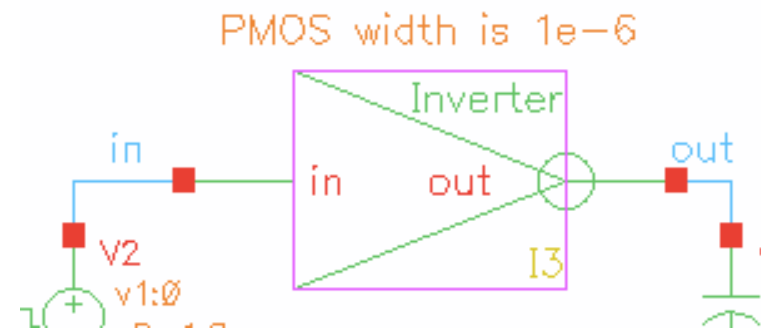 PMOS width is 1e-6
Inverter
in
out
in
out
V2
I3
v1:0